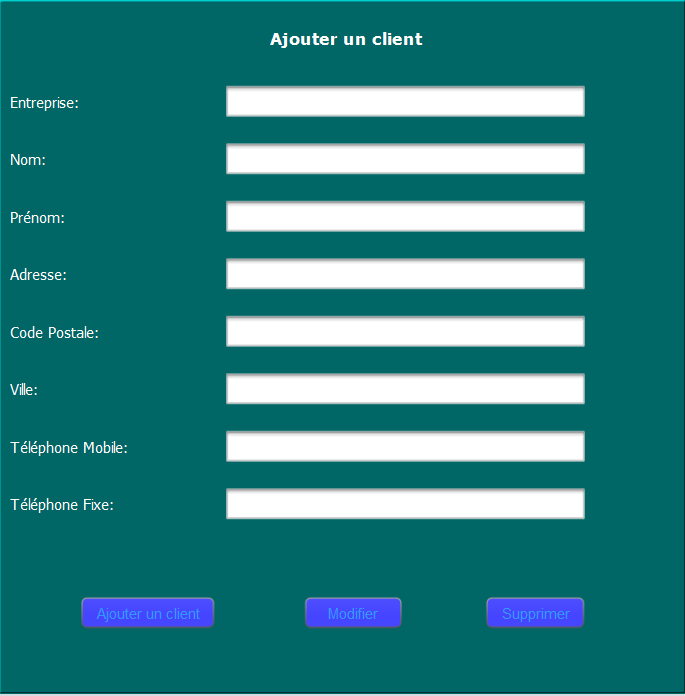 Ajouter un client
Entreprise:
Nom:
Prénom:
Adresse:
Code Postale:
Ville:
Téléphone Mobile:
Téléphone Fixe:
Ajouter un client Modifier Supprimer